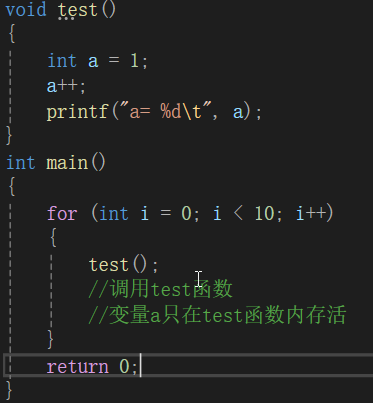 void test()
{
    int a = 1;
    a++;
    printf("a= %d\t", a);
}
int main()
{
    for (int i = 0; i < 10; i++)
    {
        test();
        //调用test函数
        //变量a只在test函数内存活
    }
    return 0;
}